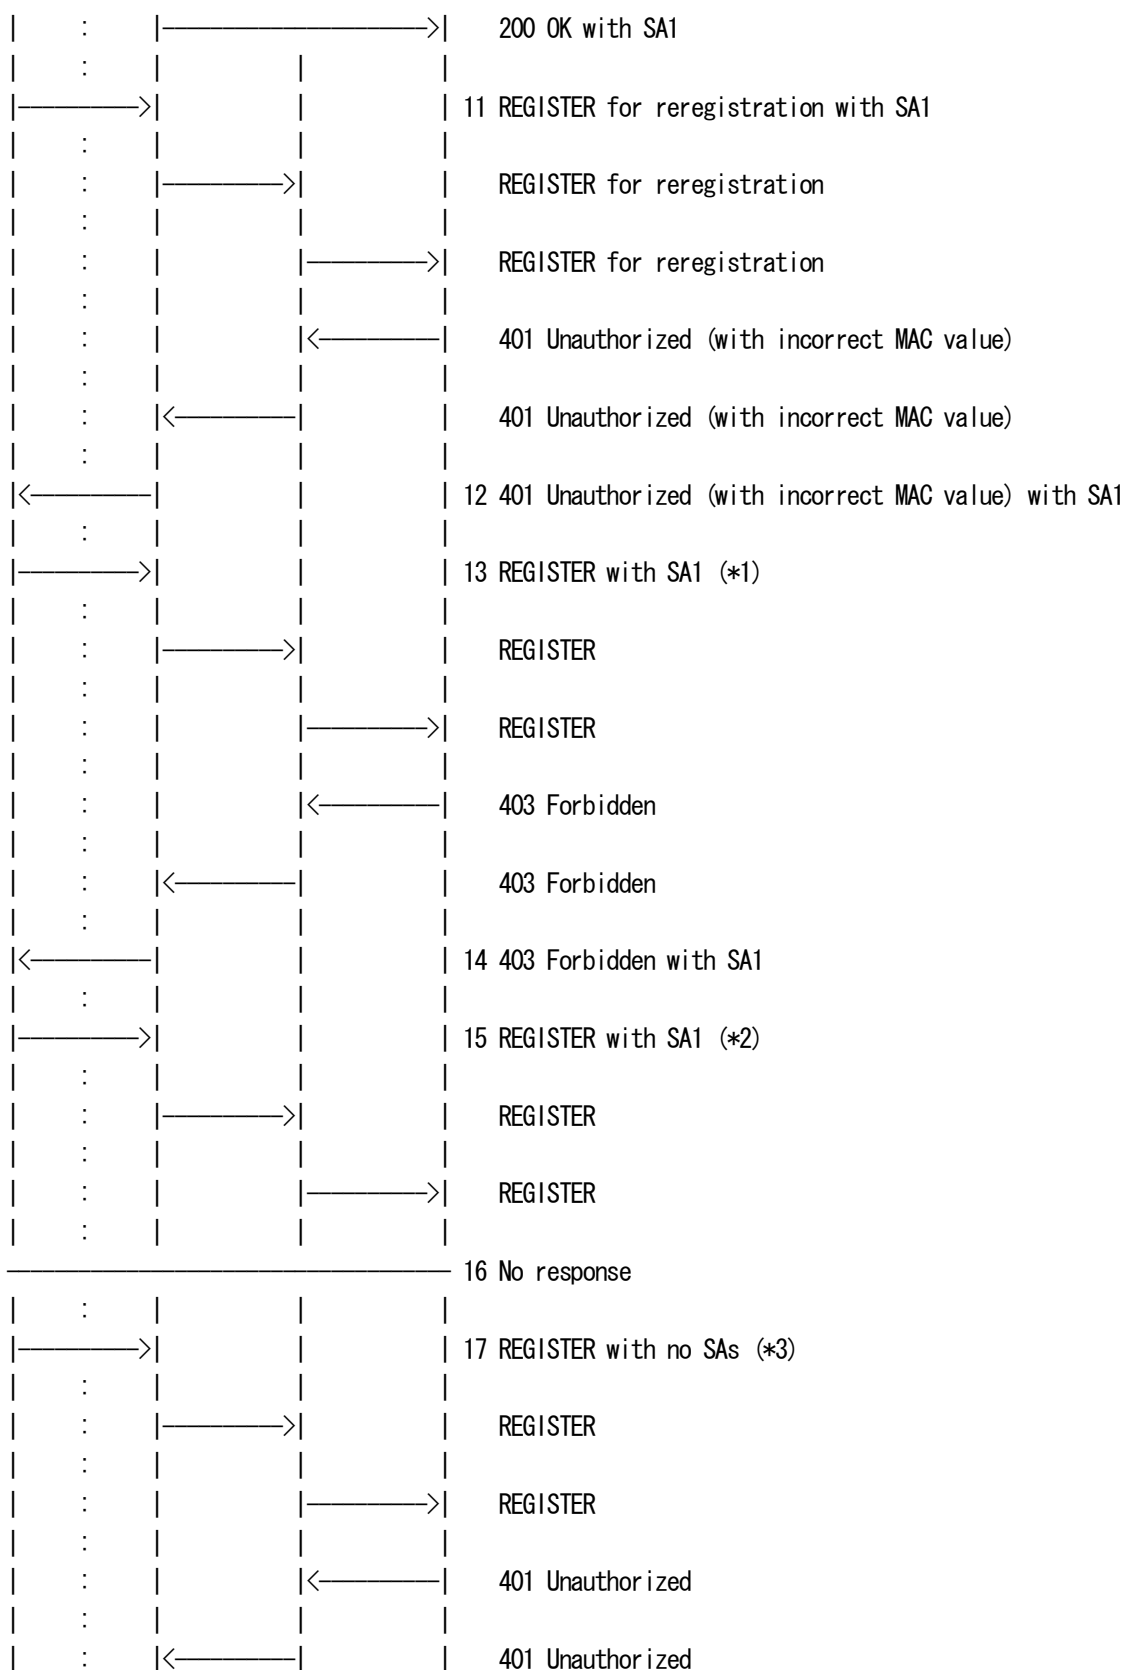 200 OK with SA1
11 REGISTER for reregistration with SA1
REGISTER for reregistration
REGISTER for reregistration
401 Unauthorized (with incorrect MAC value)
401 Unauthorized (with incorrect MAC value)
12 401 Unauthorized (with incorrect MAC value) with SA1
13 REGISTER with SA1 (*1)
REGISTER
REGISTER
403 Forbidden
403 Forbidden
14 403 Forbidden with SA1
15 REGISTER with SA1 (*2)
REGISTER
REGISTER
16 No response
17 REGISTER with no SAs (*3)
REGISTER
REGISTER
401 Unauthorized
401 Unauthorized